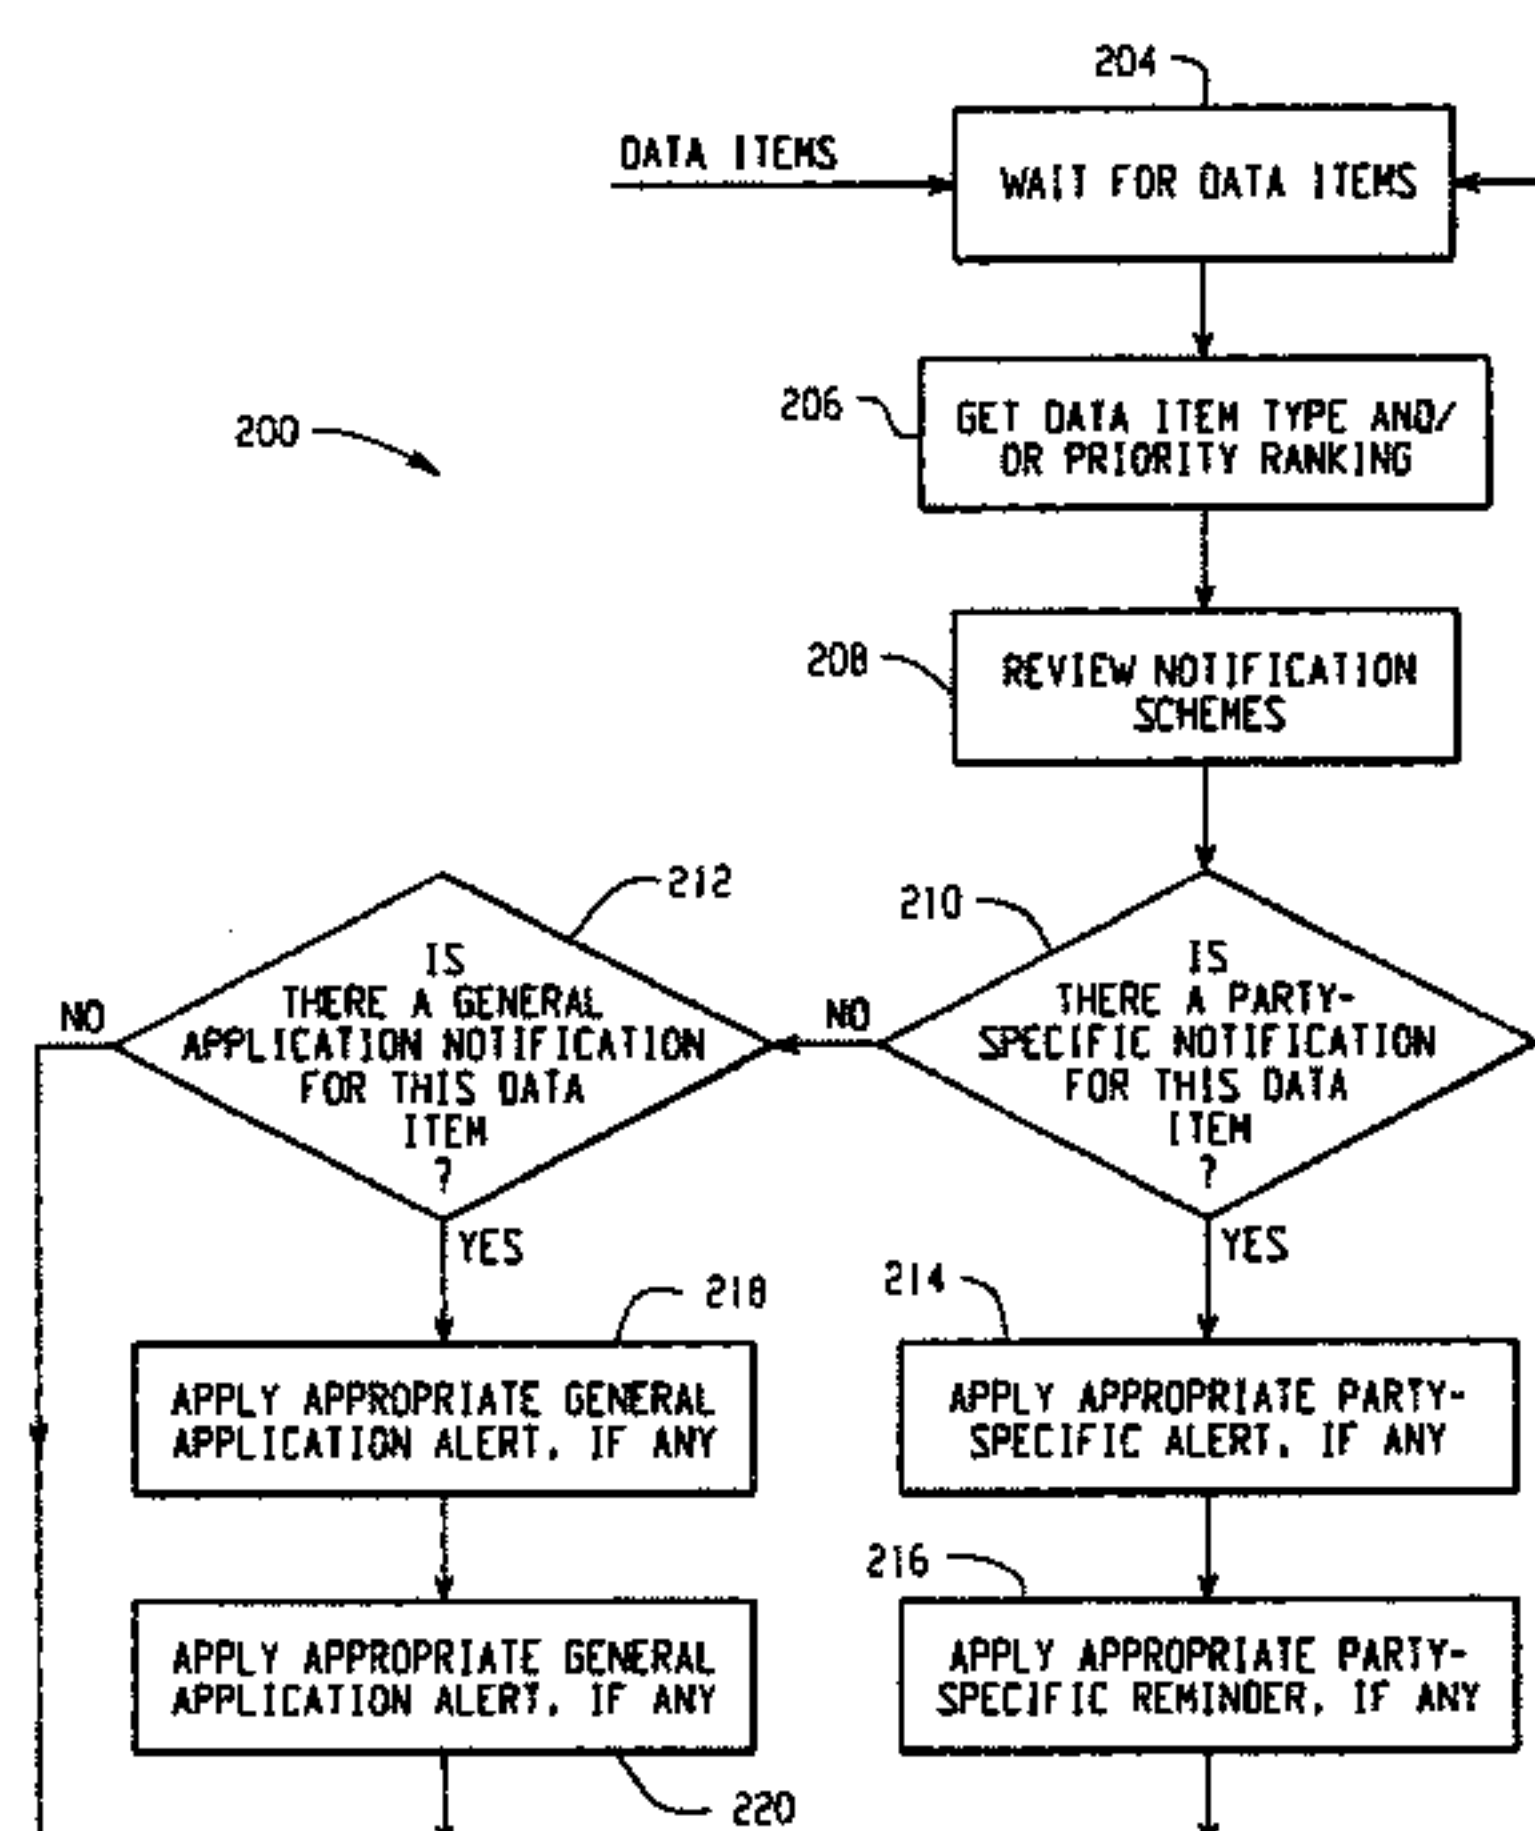 204
DATA ITEMS
WAIT FOR DATA ITEMS
206
GET DATA ITEM TYPE AND/
OR PRIORITY RANKING
200
208
REVIEW NOTIFICATION
SCHEMES
212
IS
THERE A GENERAL
APPLICATION NOTIFICATION
FOR THIS DATA
ITEM
?
NO
YES
210
IS
THERE A PARTY-
SPECIFIC NOTIFICATION
FOR THIS DATA
ITEM
?
NO
YES
218
APPLY APPROPRIATE GENERAL
APPLICATION ALERT, IF ANY
214
APPLY APPROPRIATE PARTY-
SPECIFIC ALERT, IF ANY
APPLY APPROPRIATE GENERAL
APPLICATION ALERT, IF ANY
220
216
APPLY APPROPRIATE PARTY-
SPECIFIC REMINDER, IF ANY